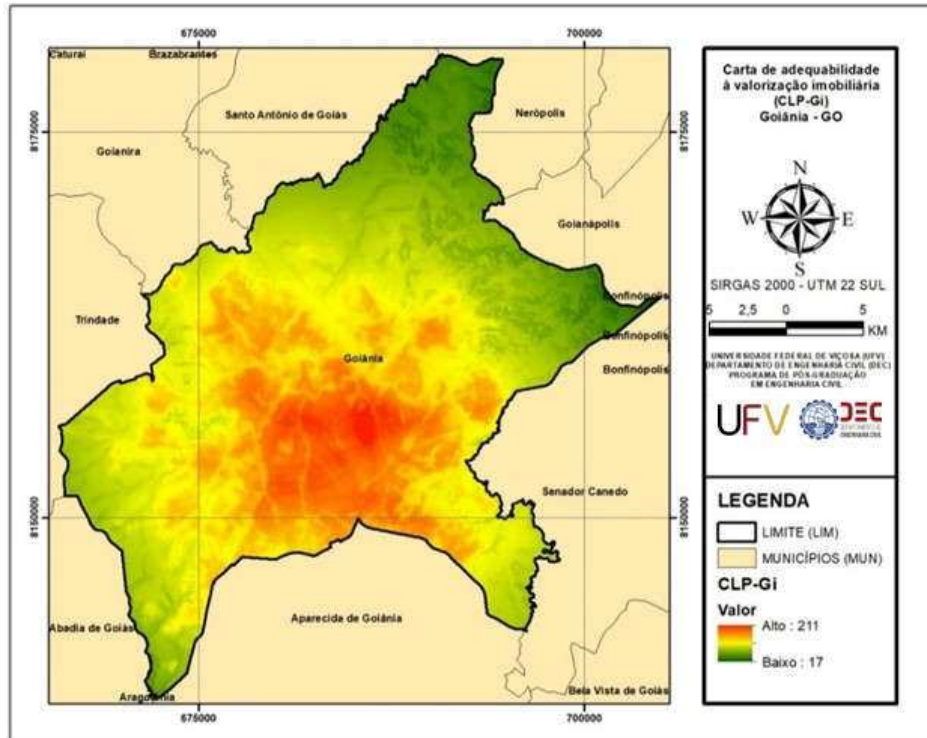 675000
700000
Caturaí
Brazabrantes
Santo Antônio de Goiás
Nerópolis
Goianira
8175000
8175000
Goianápolis
Trindade
Bonfinópolis
Bonfinópolis
Bonfinópolis
Goiânia
Senador Canedo
8150000
8150000
Abadia de Goiás
Aparecida de Goiânia
Aragoiânia
Bela Vista de Goiás
675000
700000
Carta de adequabilidade
à valorização imobiliária
(CLP-Gi)
Goiânia - GO
N
W
E
S
SIRGAS 2000 - UTM 22 SUL
5 2,5 0 5
KM
UNIVERSIDADE FEDERAL DE VIÇOSA (UFV)
DEPARTAMENTO DE ENGENHARIA CIVIL (DEC)
PROGRAMA DE PÓS-GRADUAÇÃO
EM ENGENHARIA CIVIL
UFV
DEC
LEGENDA
LIMITE (LIM)
MUNICÍPIOS (MUN)
CLP-Gi
Valor
Alto : 211
Baixo : 17